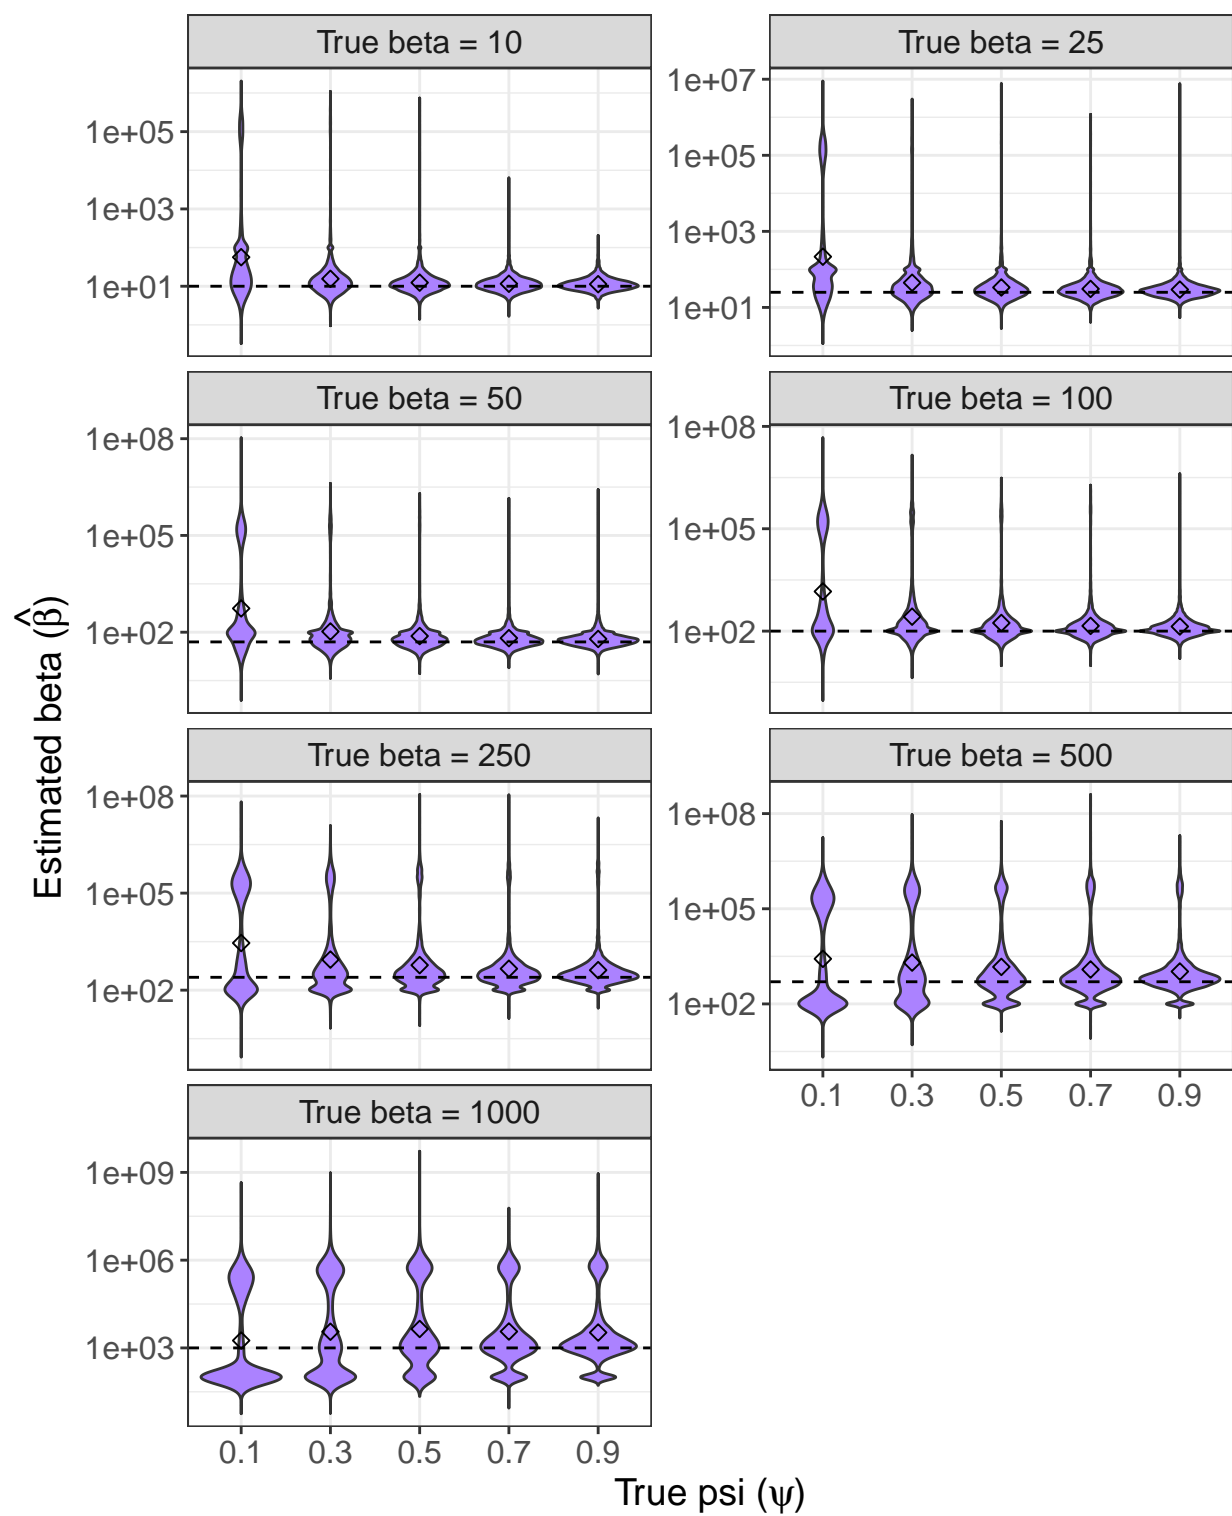 True beta = 10
True beta = 25
1e+05
1e+03
1e+01
1e+07
1e+05
1e+03
1e+01
True beta = 50
True beta = 100
1e+08
1e+05
1e+02
1e+08
1e+05
1e+02
Estimated beta (β̂)
True beta = 250
True beta = 500
1e+08
1e+05
1e+02
1e+08
1e+05
1e+02
0.1 0.3 0.5 0.7 0.9
True beta = 1000
1e+09
1e+06
1e+03
0.1 0.3 0.5 0.7 0.9
True psi (ψ)